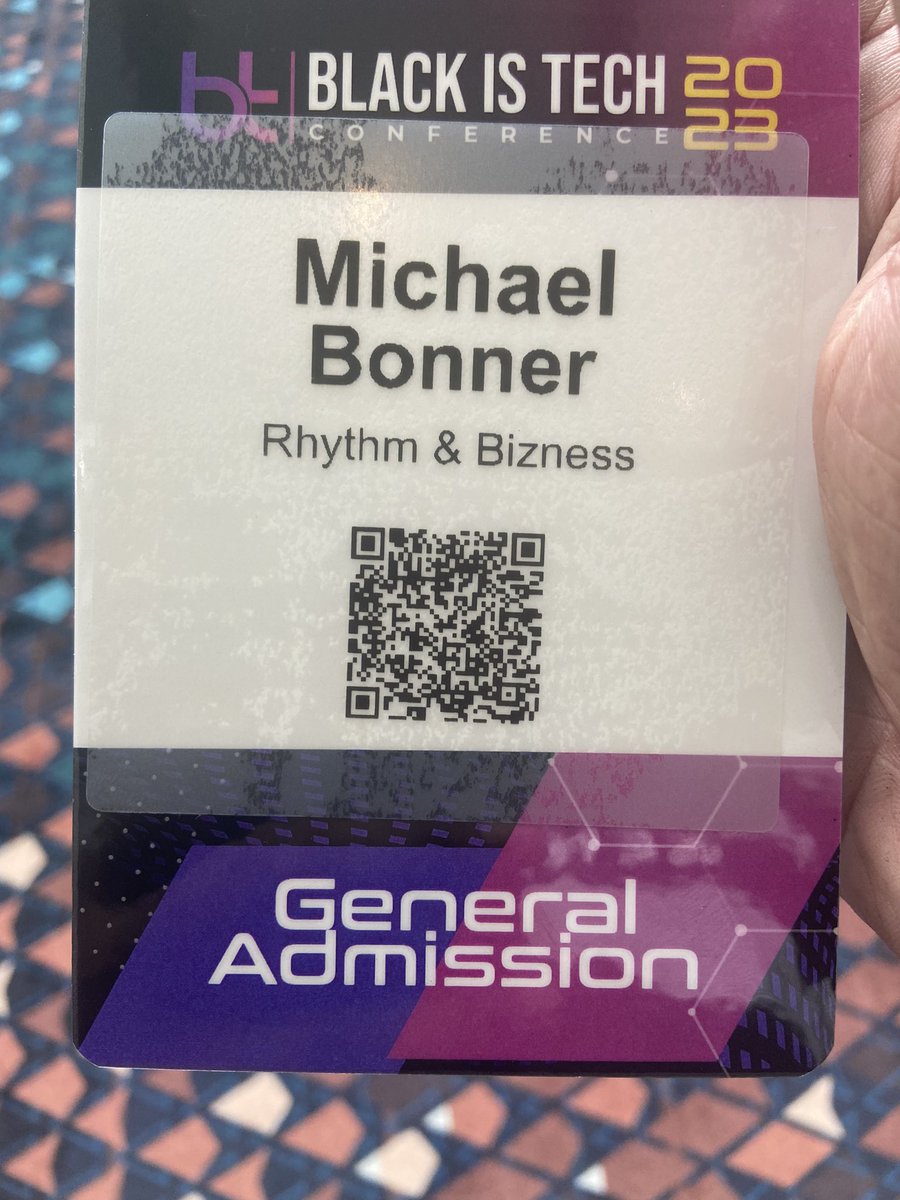 bt BLACK IS TECH 2023
CONFERENCE
Michael
Bonner
Rhythm & Bizness
General
Admission